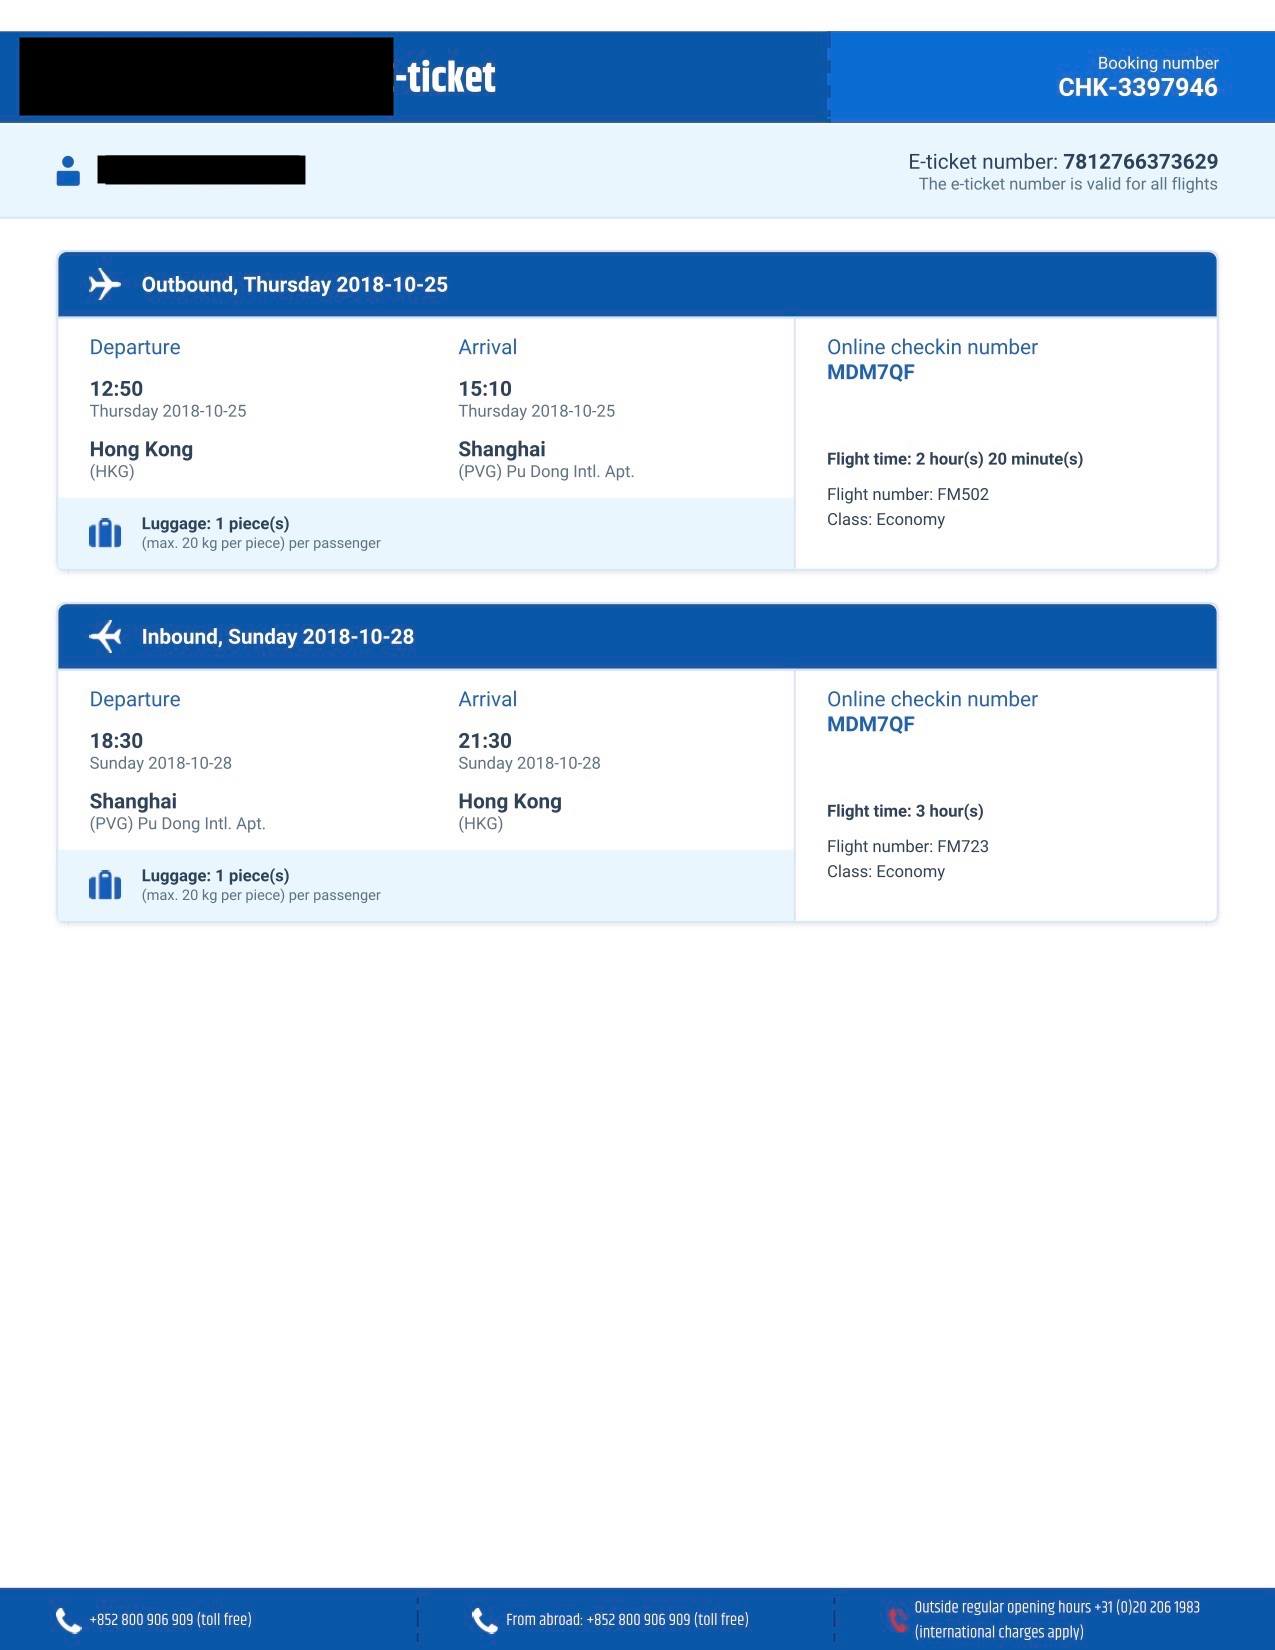 -ticket
Booking number
CHK-3397946
E-ticket number: 7812766373629
The e-ticket number is valid for all flights
Outbound, Thursday 2018-10-25
Departure
12:50
Thursday 2018-10-25
Hong Kong
(HKG)
Arrival
15:10
Thursday 2018-10-25
Shanghai
(PVG) Pu Dong Intl. Apt.
Luggage: 1 piece(s)
(max. 20 kg per piece) per passenger
Online checkin number
MDM7QF
Flight time: 2 hour(s) 20 minute(s)
Flight number: FM502
Class: Economy
Inbound, Sunday 2018-10-28
Departure
18:30
Sunday 2018-10-28
Shanghai
(PVG) Pu Dong Intl. Apt.
Arrival
21:30
Sunday 2018-10-28
Hong Kong
(HKG)
Luggage: 1 piece(s)
(max. 20 kg per piece) per passenger
Online checkin number
MDM7QF
Flight time: 3 hour(s)
Flight number: FM723
Class: Economy
+852 800 906 909 (toll free)
From abroad: +852 800 906 909 (toll free)
Outside regular opening hours +31 (0)20 206 1983
(international charges apply)